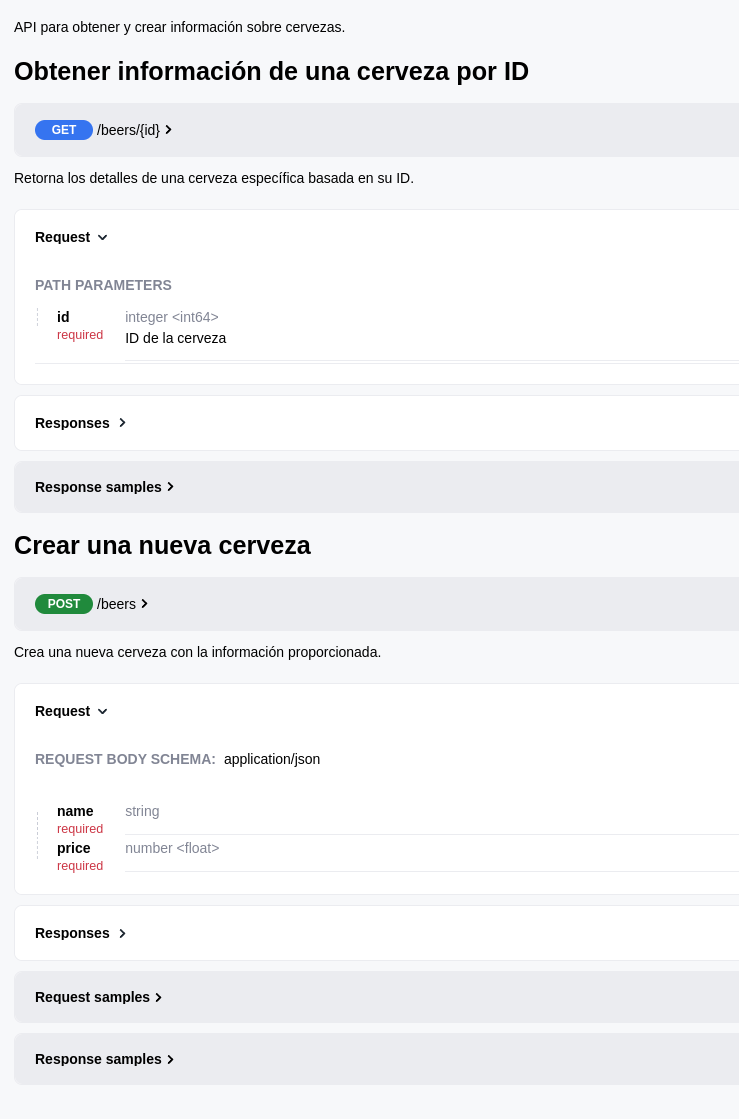 API para obtener y crear información sobre cervezas.
Obtener información de una cerveza por ID
GET /beers/{id}
Retorna los detalles de una cerveza específica basada en su ID.
Request
PATH PARAMETERS
id integer <int64>
required ID de la cerveza
Responses
Response samples
Crear una nueva cerveza
POST /beers
Crea una nueva cerveza con la información proporcionada.
Request
REQUEST BODY SCHEMA: application/json
name string
required
price number <float>
required
Responses
Request samples
Response samples